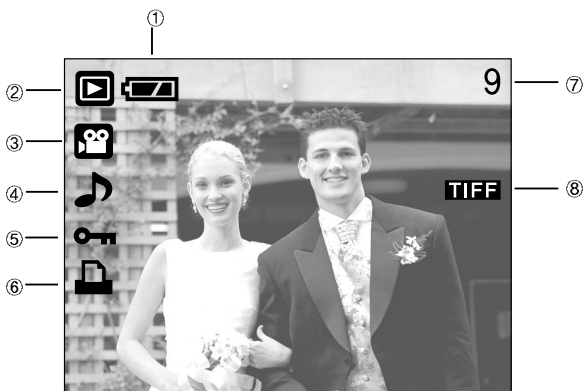 ①
② 9 ⑦
③
④ TIFF ⑧
⑤
⑥